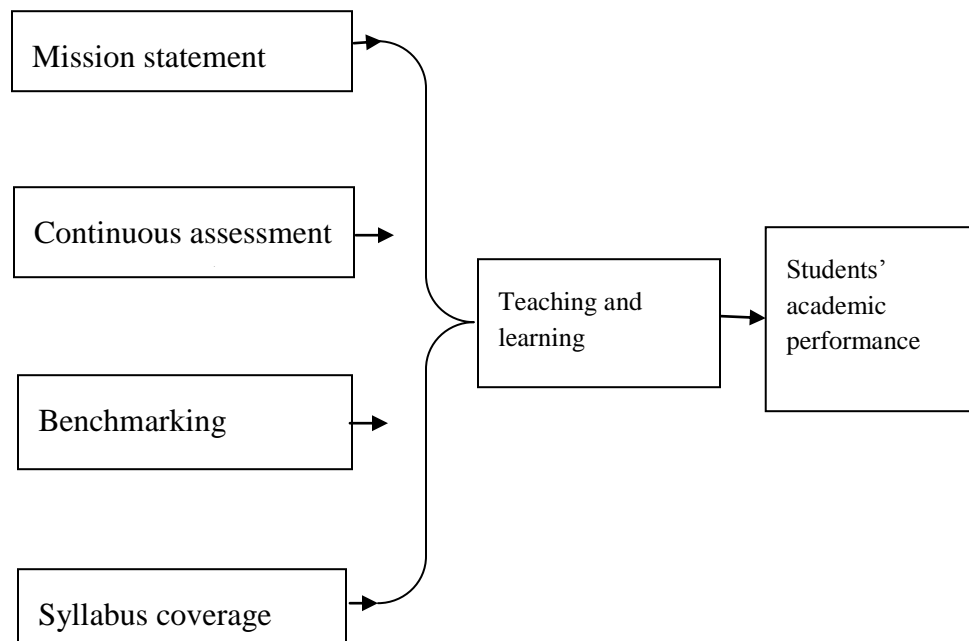 Mission statement
Continuous assessment
Benchmarking
Syllabus coverage
Teaching and
learning
Students’
academic
performance